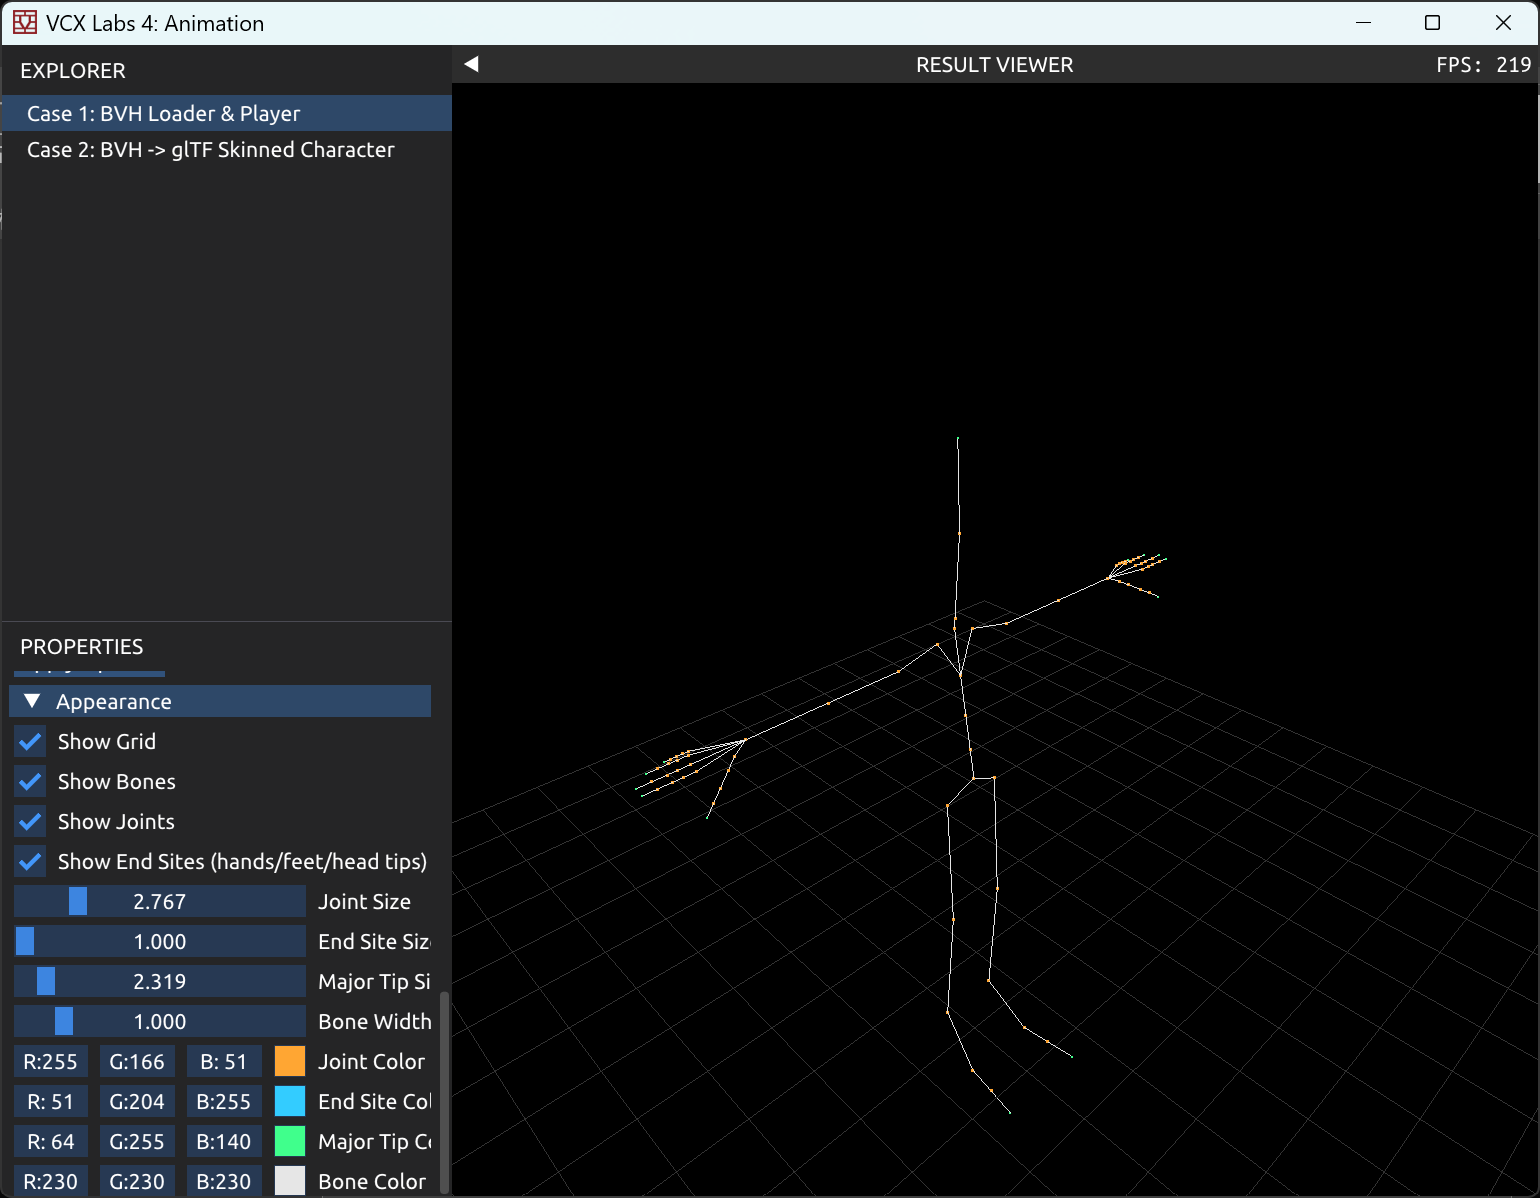 VCX Labs 4: Animation
EXPLORER
Case 1: BVH Loader & Player
Case 2: BVH -> glTF Skinned Character
RESULT VIEWER
FPS: 219
PROPERTIES
Appearance
Show Grid
Show Bones
Show Joints
Show End Sites (hands/feet/head tips)
2.767 Joint Size
1.000 End Site Siz
2.319 Major Tip Si
1.000 Bone Width
R:255 G:166 B: 51 Joint Color
R: 51 G:204 B:255 End Site Col
R: 64 G:255 B:140 Major Tip Co
R:230 G:230 B:230 Bone Color